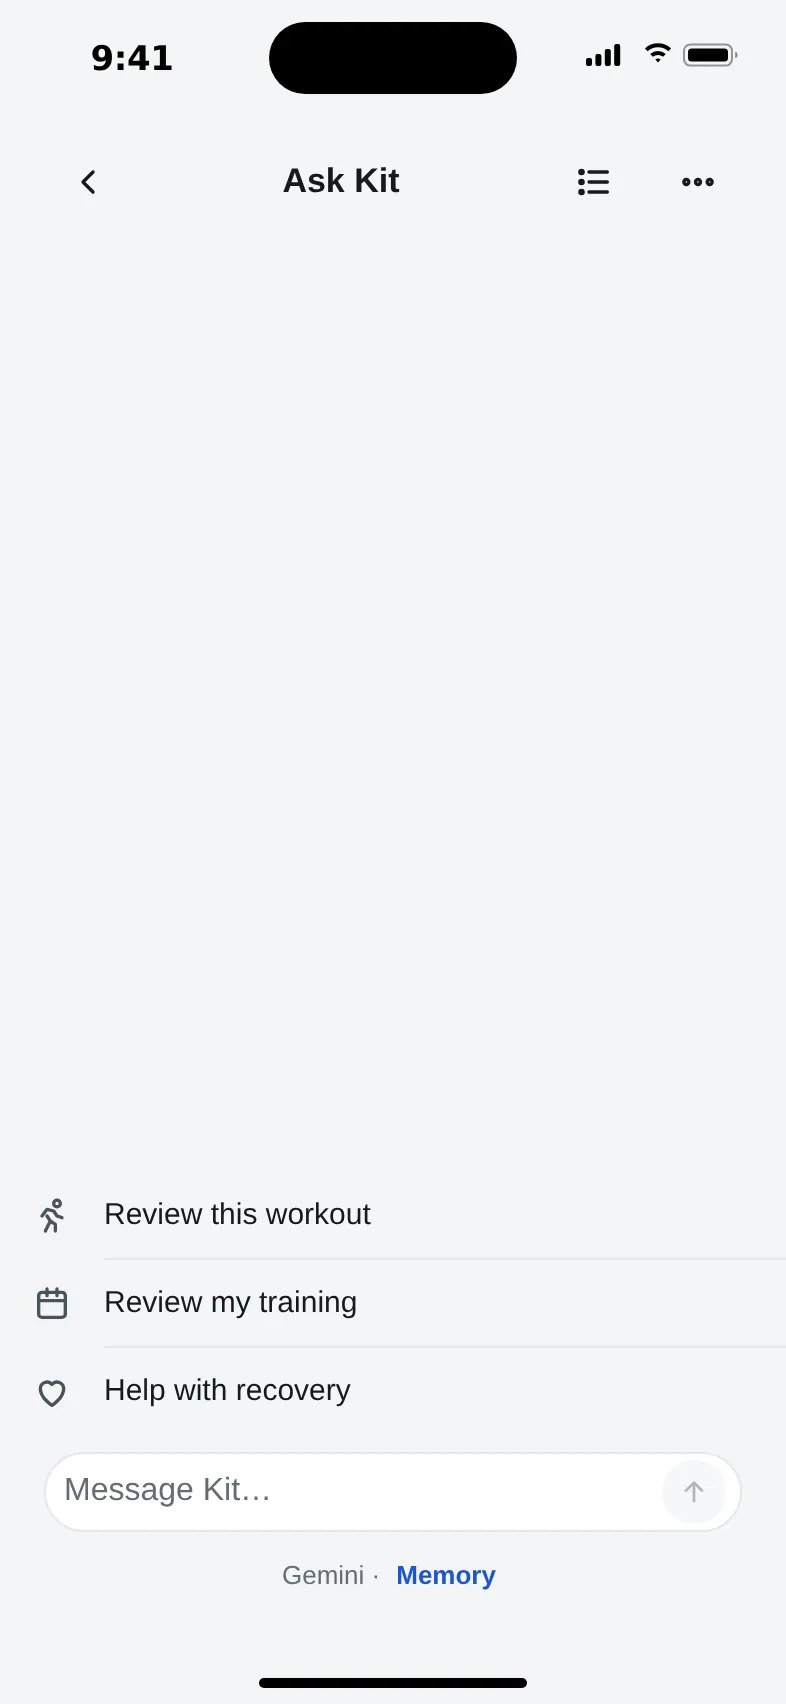 9:41
Ask Kit
Review this workout
Review my training
Help with recovery
Message Kit…
Gemini · Memory